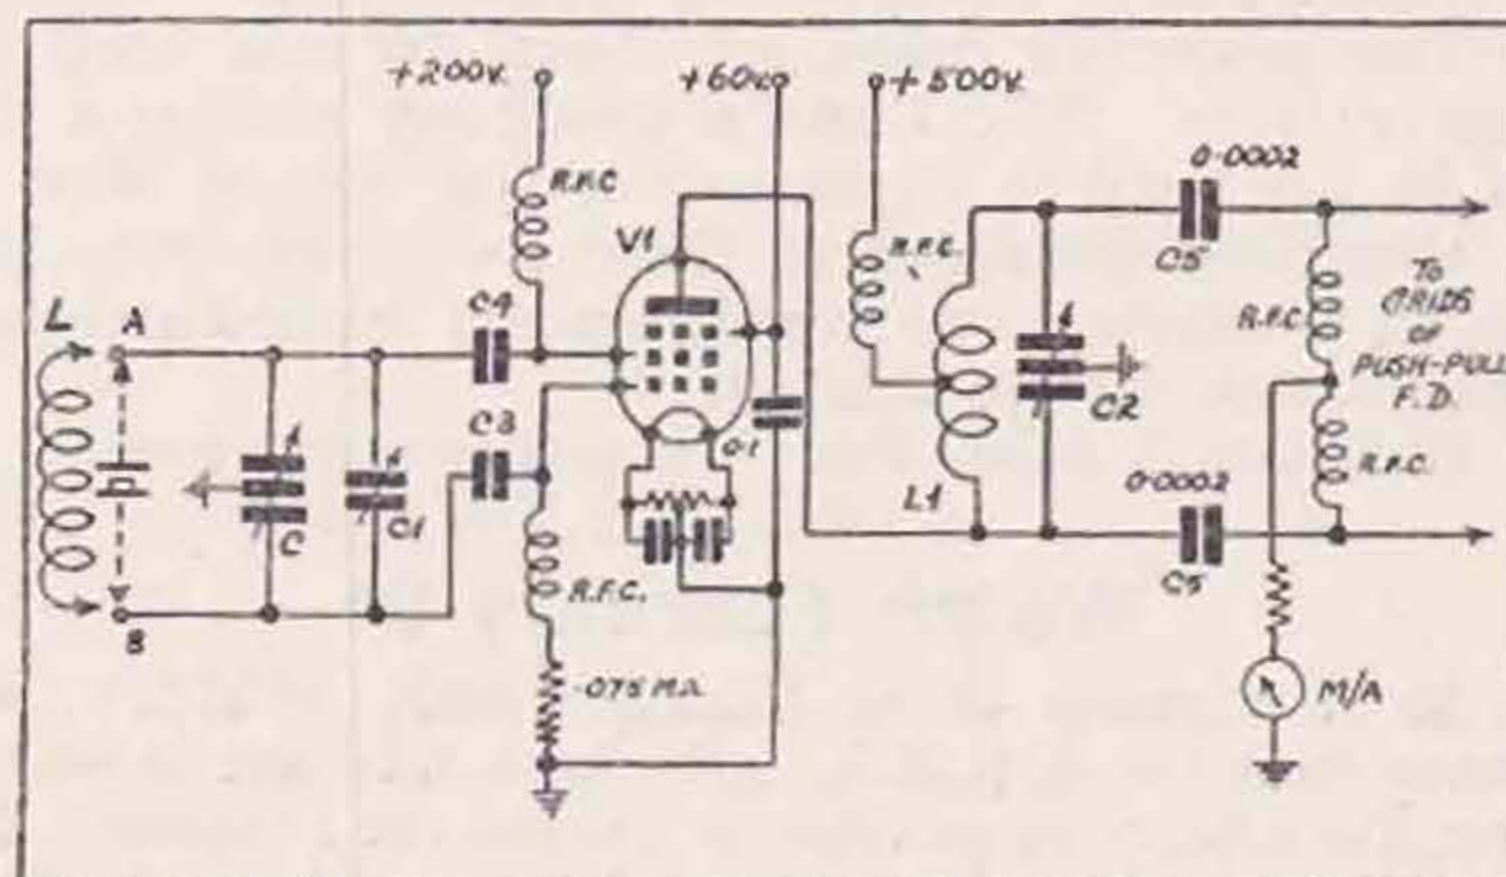 +200V.
+60V.
+500V.
R.F.C
V1
R.F.C.
0·0002
C5
L
A
C4
C3
0·1
C
C1
B
R.F.C.
·075 MΩ
L1
C2
0·0002
C5
R.F.C
R.F.C.
TO
GRIDS
OF
PUSH-PULL
F.D.
M/A